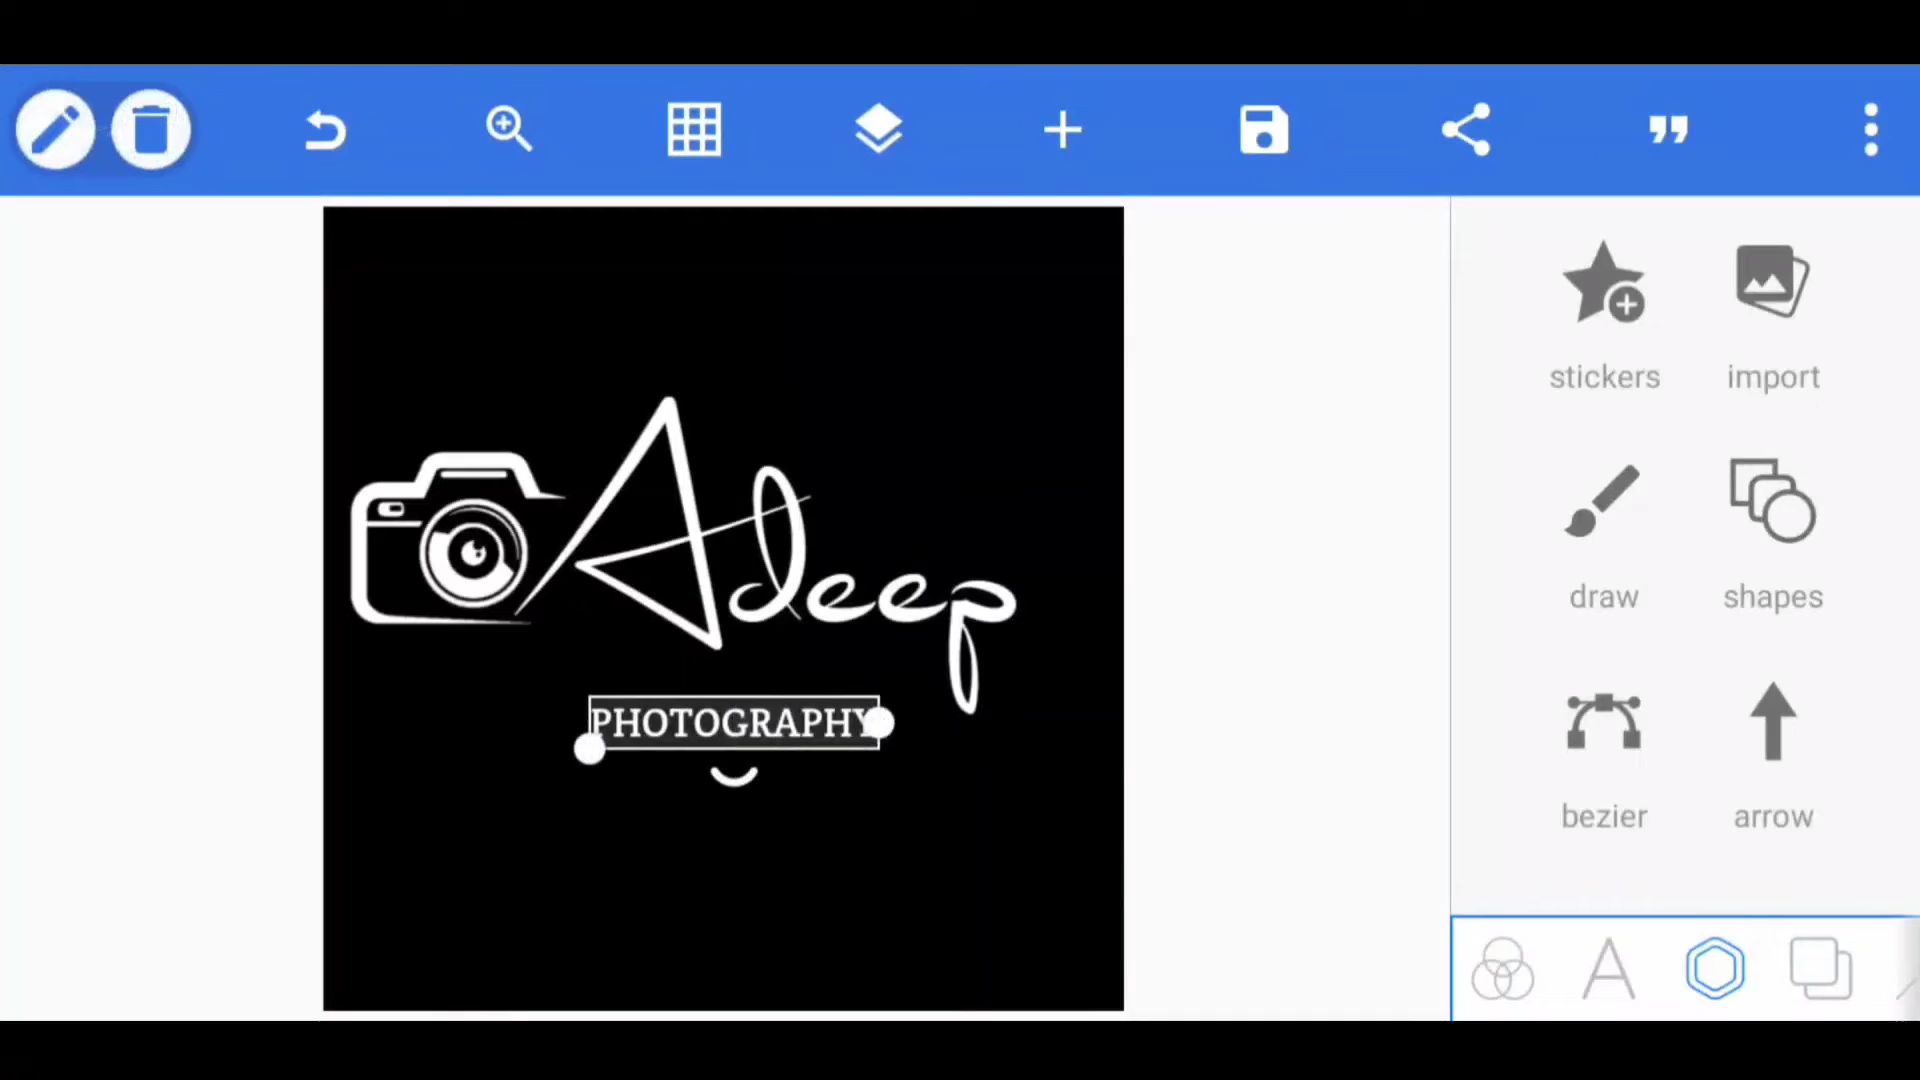 Adeep
PHOTOGRAPHY
stickers
import
draw
shapes
bezier
arrow